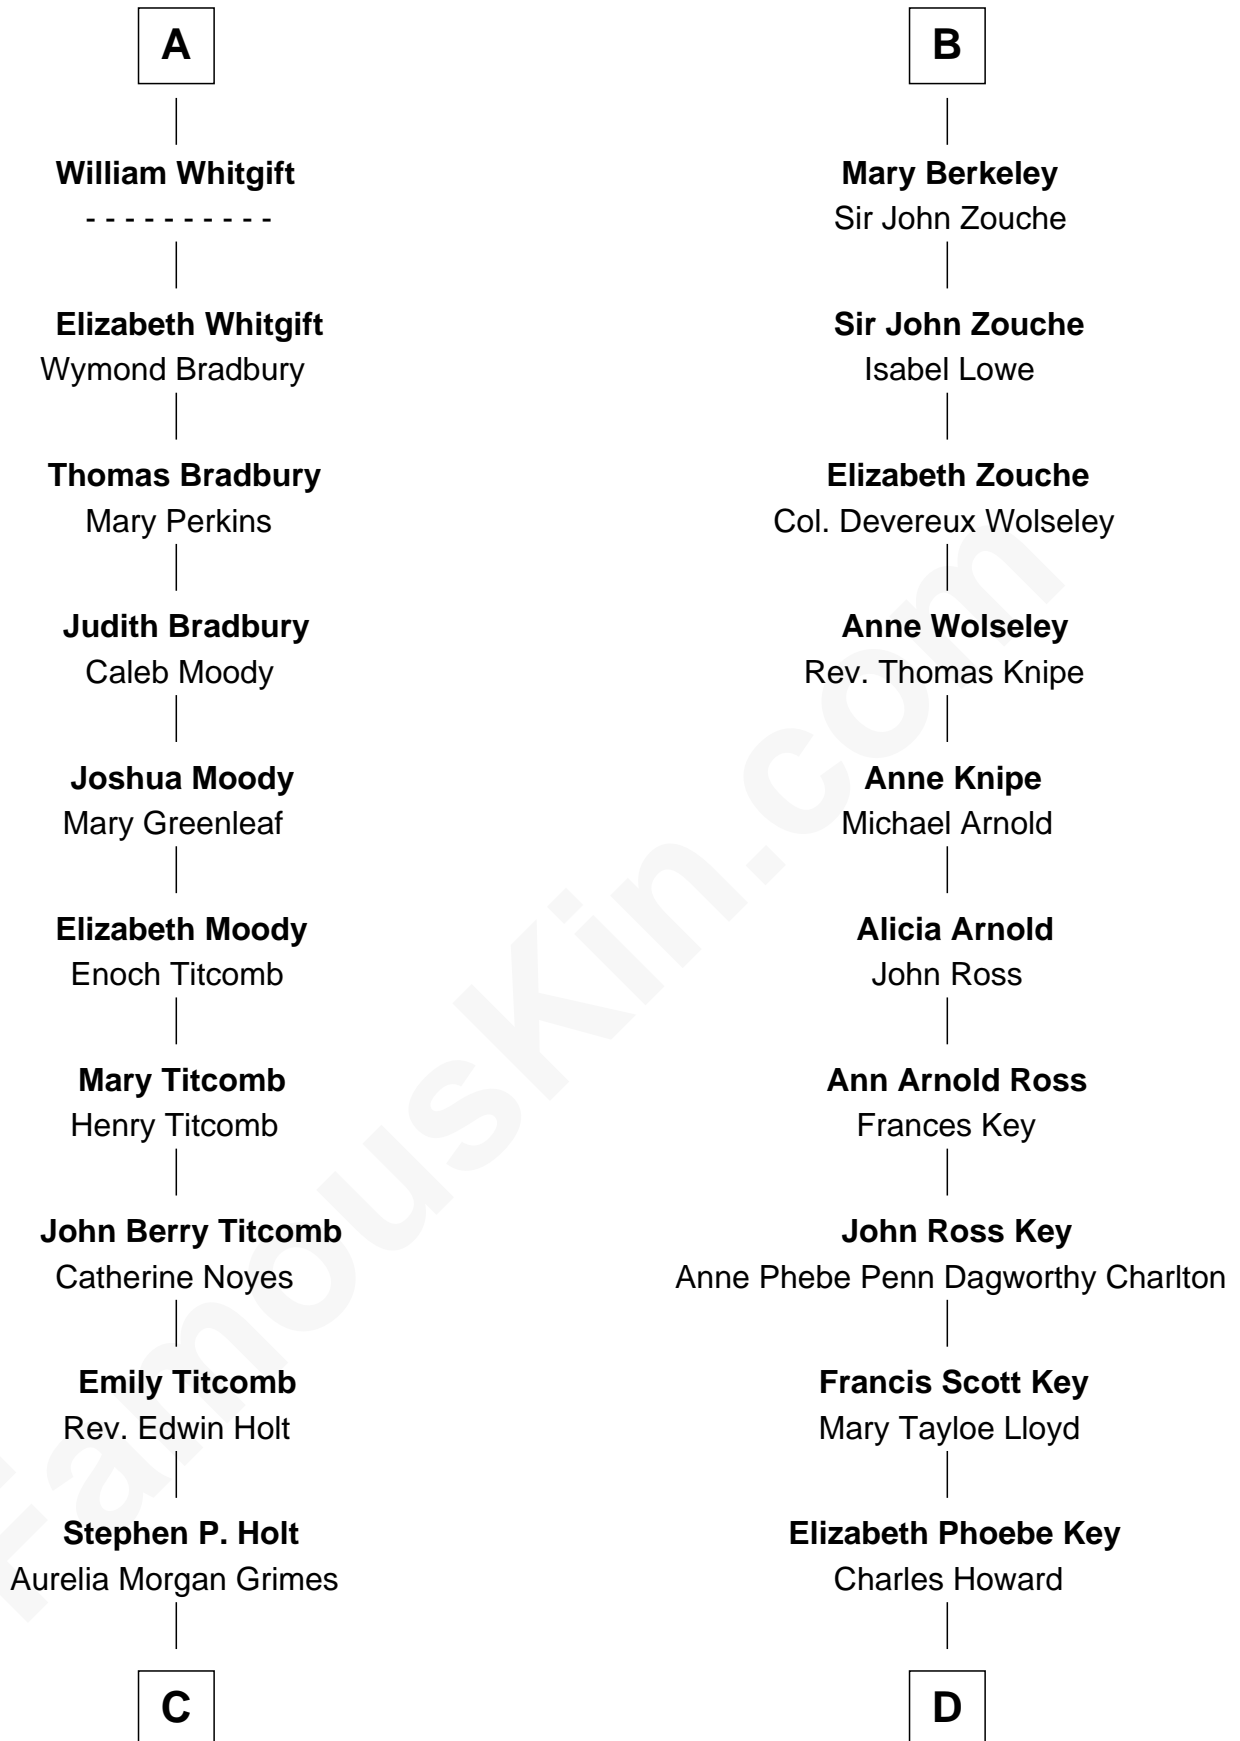 A
William Whitgift
- - - - - - - - - -
Elizabeth Whitgift
Wymond Bradbury
Thomas Bradbury
Mary Perkins
Judith Bradbury
Caleb Moody
Joshua Moody
Mary Greenleaf
Elizabeth Moody
Enoch Titcomb
Mary Titcomb
Henry Titcomb
John Berry Titcomb
Catherine Noyes
Emily Titcomb
Rev. Edwin Holt
Stephen P. Holt
Aurelia Morgan Grimes
C
B
Mary Berkeley
Sir John Zouche
Sir John Zouche
Isabel Lowe
Elizabeth Zouche
Col. Devereux Wolseley
Anne Wolseley
Rev. Thomas Knipe
Anne Knipe
Michael Arnold
Alicia Arnold
John Ross
Ann Arnold Ross
Frances Key
John Ross Key
Anne Phebe Penn Dagworthy Charlton
Francis Scott Key
Mary Tayloe Lloyd
Elizabeth Phoebe Key
Charles Howard
D
FamousKin.com